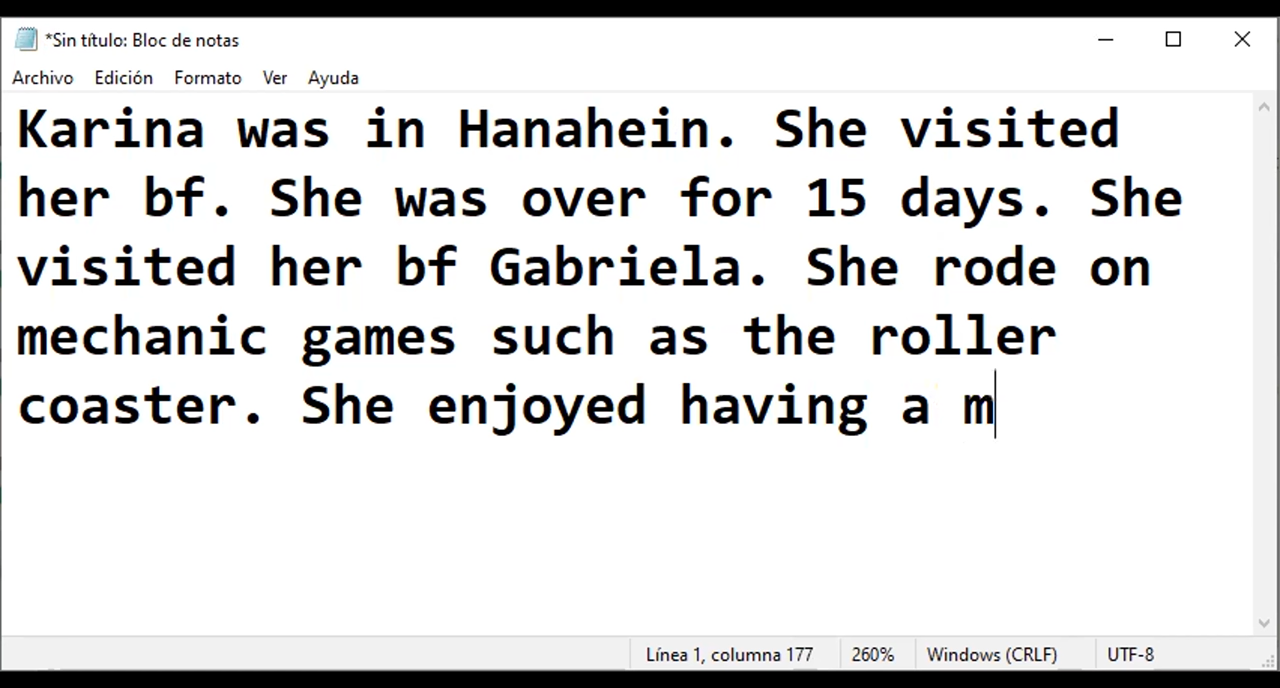 *Sin título: Bloc de notas
Archivo Edición Formato Ver Ayuda
Karina was in Hanahein. She visited
her bf. She was over for 15 days. She
visited her bf Gabriela. She rode on
mechanic games such as the roller
coaster. She enjoyed having a m
Línea 1, columna 177 260% Windows (CRLF) UTF-8